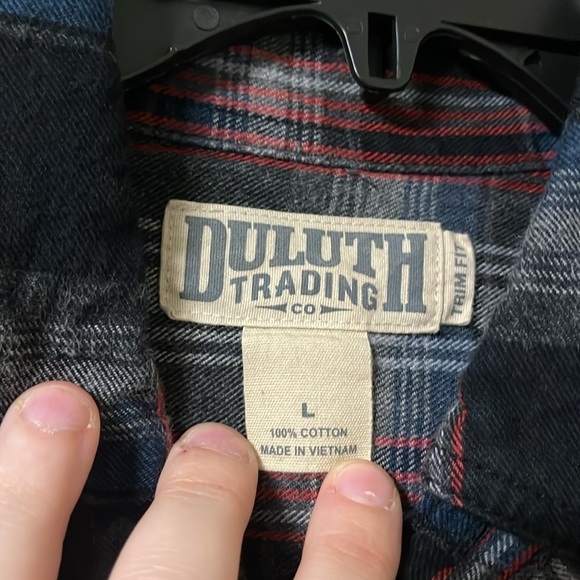 DULUTH
TRADING
CO
TRIM FIT
L
100% COTTON
MADE IN VIETNAM